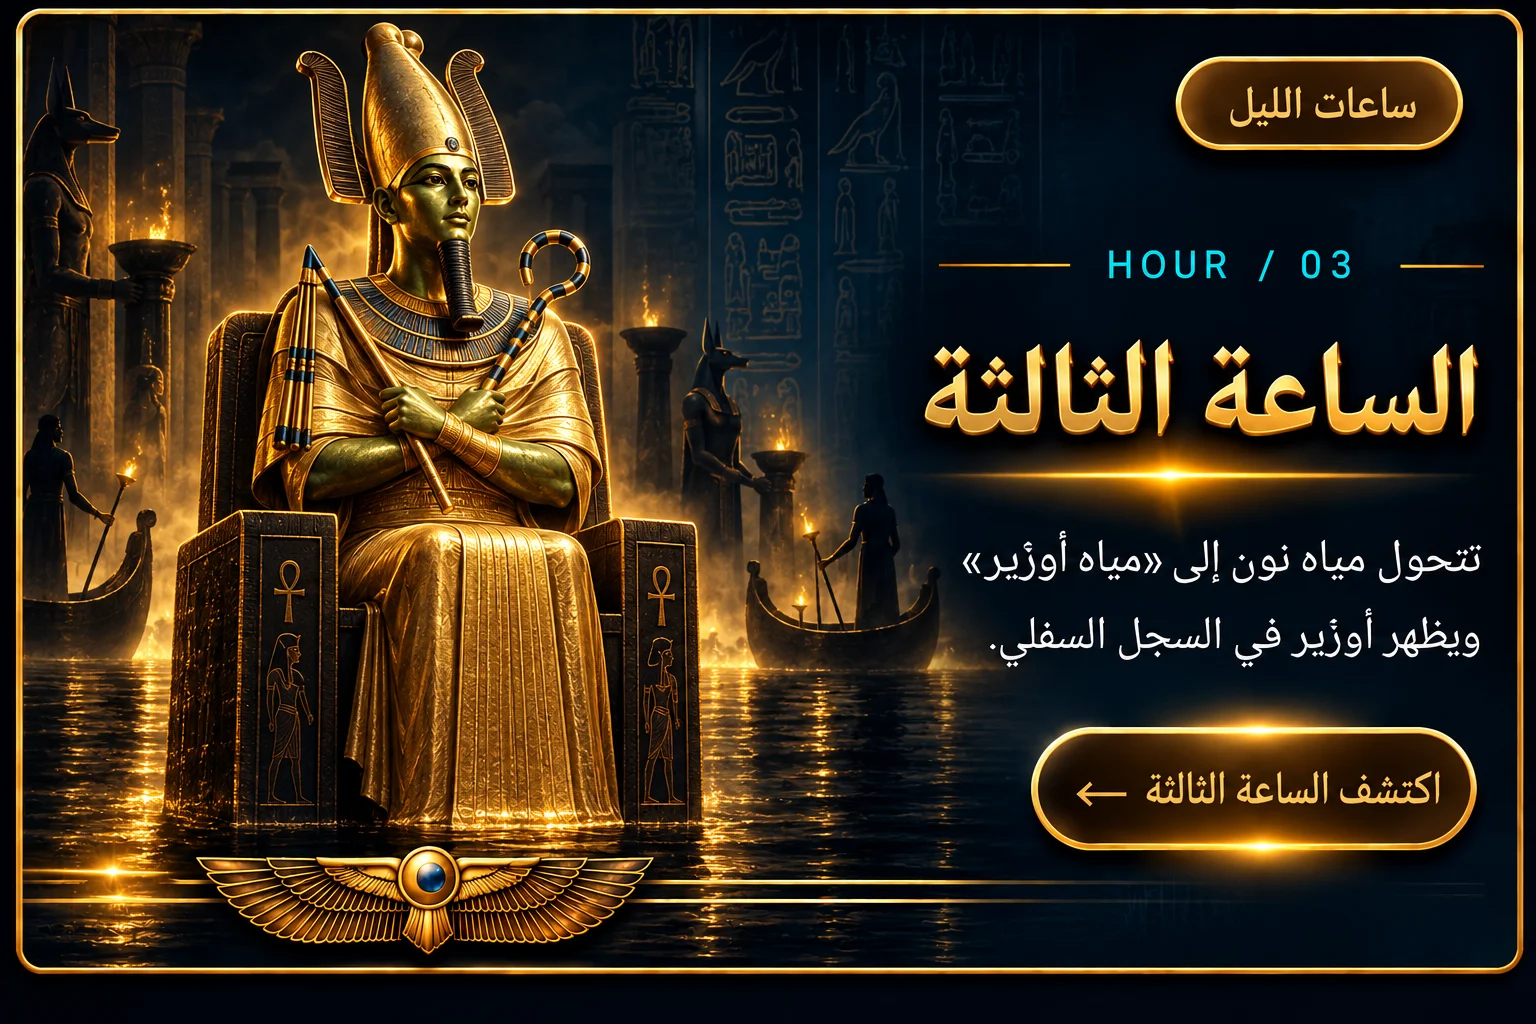 ساعات الليل
HOUR / 03
الساعة الثالثة
تتحول مياه نون إلى «مياه أوزير»
ويظهر أوزير في السجل السفلي.
اكتشف الساعة الثالثة ←